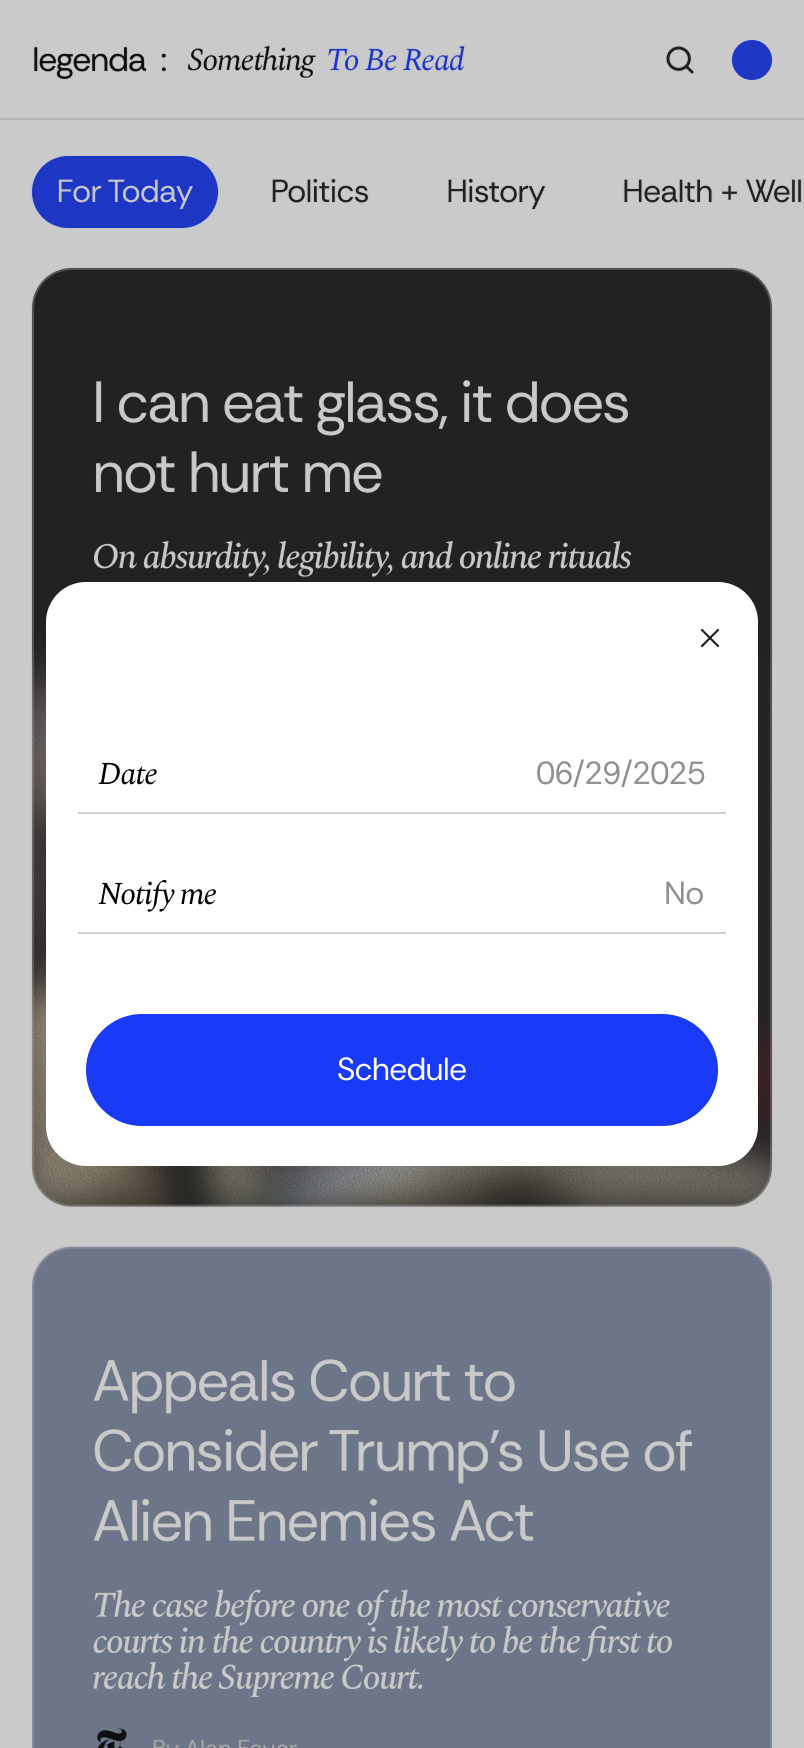 legenda : Something To Be Read
For Today Politics History Health + Well
I can eat glass, it does
not hurt me
On absurdity, legibility, and online rituals
Date 06/29/2025
Notify me No
Schedule
Appeals Court to
Consider Trump’s Use of
Alien Enemies Act
The case before one of the most conservative
courts in the country is likely to be the first to
reach the Supreme Court.
By Alan Feuer